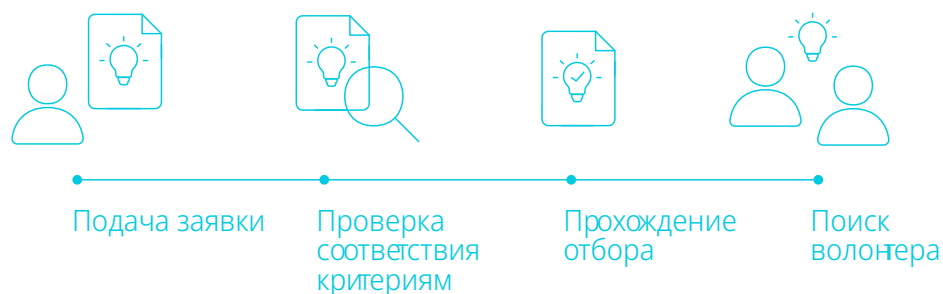 Подача заявки
Проверка
соответствия
критериям
Прохождение
отбора
Поиск
волонтера